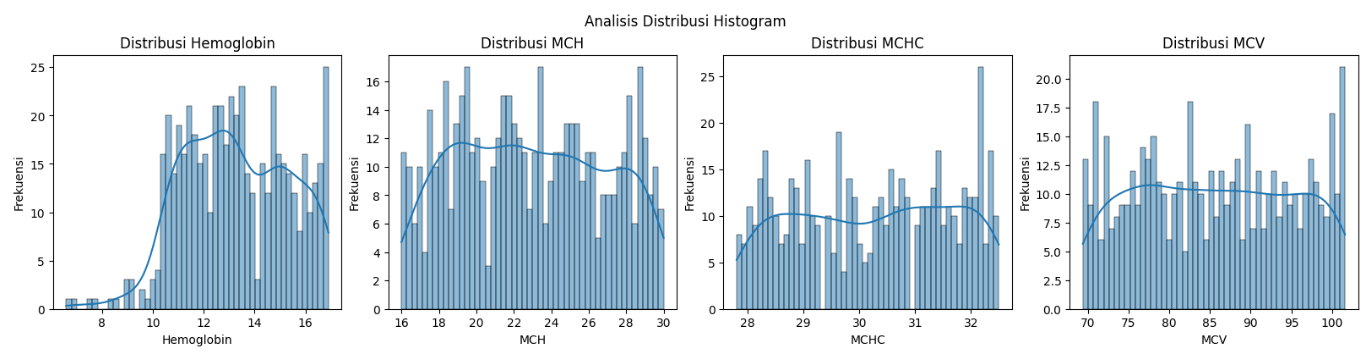 Analisis Distribusi Histogram
Distribusi Hemoglobin
Frekuensi
25
20
15
10
5
0
8 10 12 14 16
Hemoglobin
Distribusi MCH
Frekuensi
16
14
12
10
8
6
4
2
0
16 18 20 22 24 26 28 30
MCH
Distribusi MCHC
Frekuensi
25
20
15
10
5
0
28 29 30 31 32
MCHC
Distribusi MCV
Frekuensi
20.0
17.5
15.0
12.5
10.0
7.5
5.0
2.5
0.0
70 75 80 85 90 95 100
MCV